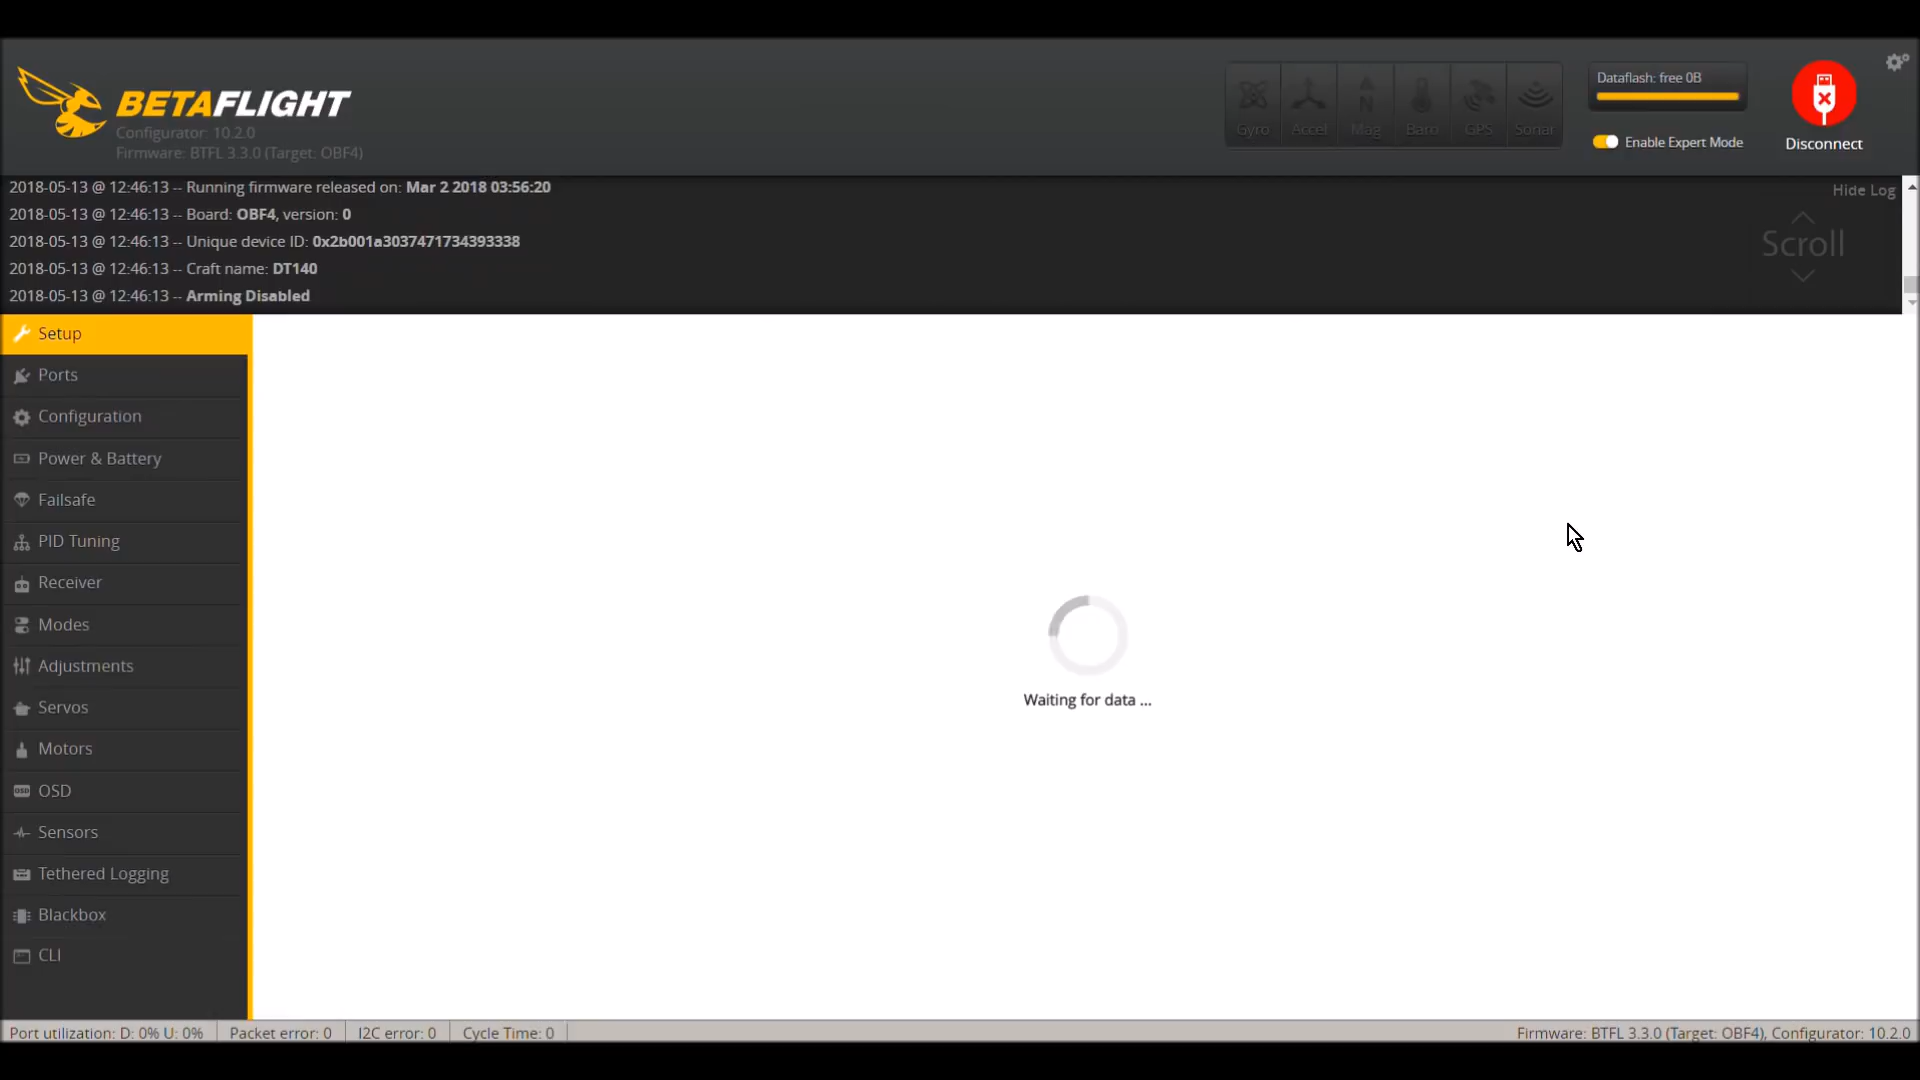 BETAFLIGHT
Configurator: 10.2.0
Firmware: BTFL 3.3.0 (Target: OBF4)
Gyro
Accel
Mag
N
Baro
GPS
Sonar
Dataflash: free 0B
Enable Expert Mode
Disconnect
2018-05-13 @ 12:46:13 -- Running firmware released on: Mar 2 2018 03:56:20
2018-05-13 @ 12:46:13 -- Board: OBF4, version: 0
2018-05-13 @ 12:46:13 -- Unique device ID: 0x2b001a3037471734393338
2018-05-13 @ 12:46:13 -- Craft name: DT140
2018-05-13 @ 12:46:13 -- Arming Disabled
Hide Log
Scroll
Setup
Ports
Configuration
Power & Battery
Failsafe
PID Tuning
Receiver
Modes
Adjustments
Servos
Motors
OSD
OSD
Sensors
Tethered Logging
Blackbox
CLI
Waiting for data ...
Port utilization: D: 0% U: 0%
Packet error: 0
I2C error: 0
Cycle Time: 0
Firmware: BTFL 3.3.0 (Target: OBF4), Configurator: 10.2.0